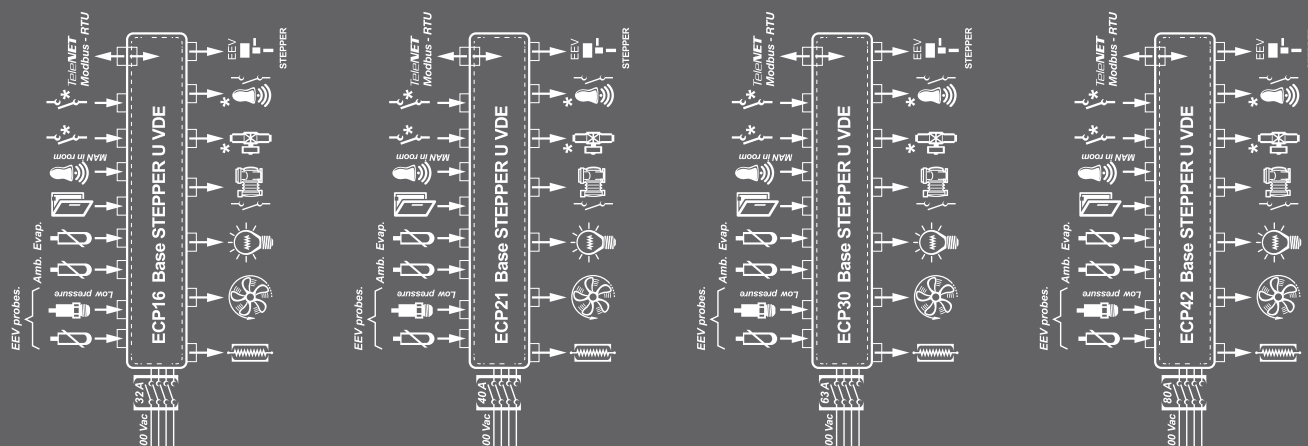 TeleNET
Modbus - RTU
MAN in room
Amb. Evap.
Low pressure
EEV probes.
ECP16 Base STEPPER U VDE
EEV
STEPPER
32 A
00 Vac
TeleNET
Modbus - RTU
MAN in room
Amb. Evap.
Low pressure
EEV probes.
ECP21 Base STEPPER U VDE
EEV
STEPPER
40 A
00 Vac
TeleNET
Modbus - RTU
MAN in room
Amb. Evap.
Low pressure
EEV probes.
ECP30 Base STEPPER U VDE
EEV
STEPPER
63 A
00 Vac
TeleNET
Modbus - RTU
MAN in room
Amb. Evap.
Low pressure
EEV probes.
ECP42 Base STEPPER U VDE
EEV
STEPPER
80 A
00 Vac